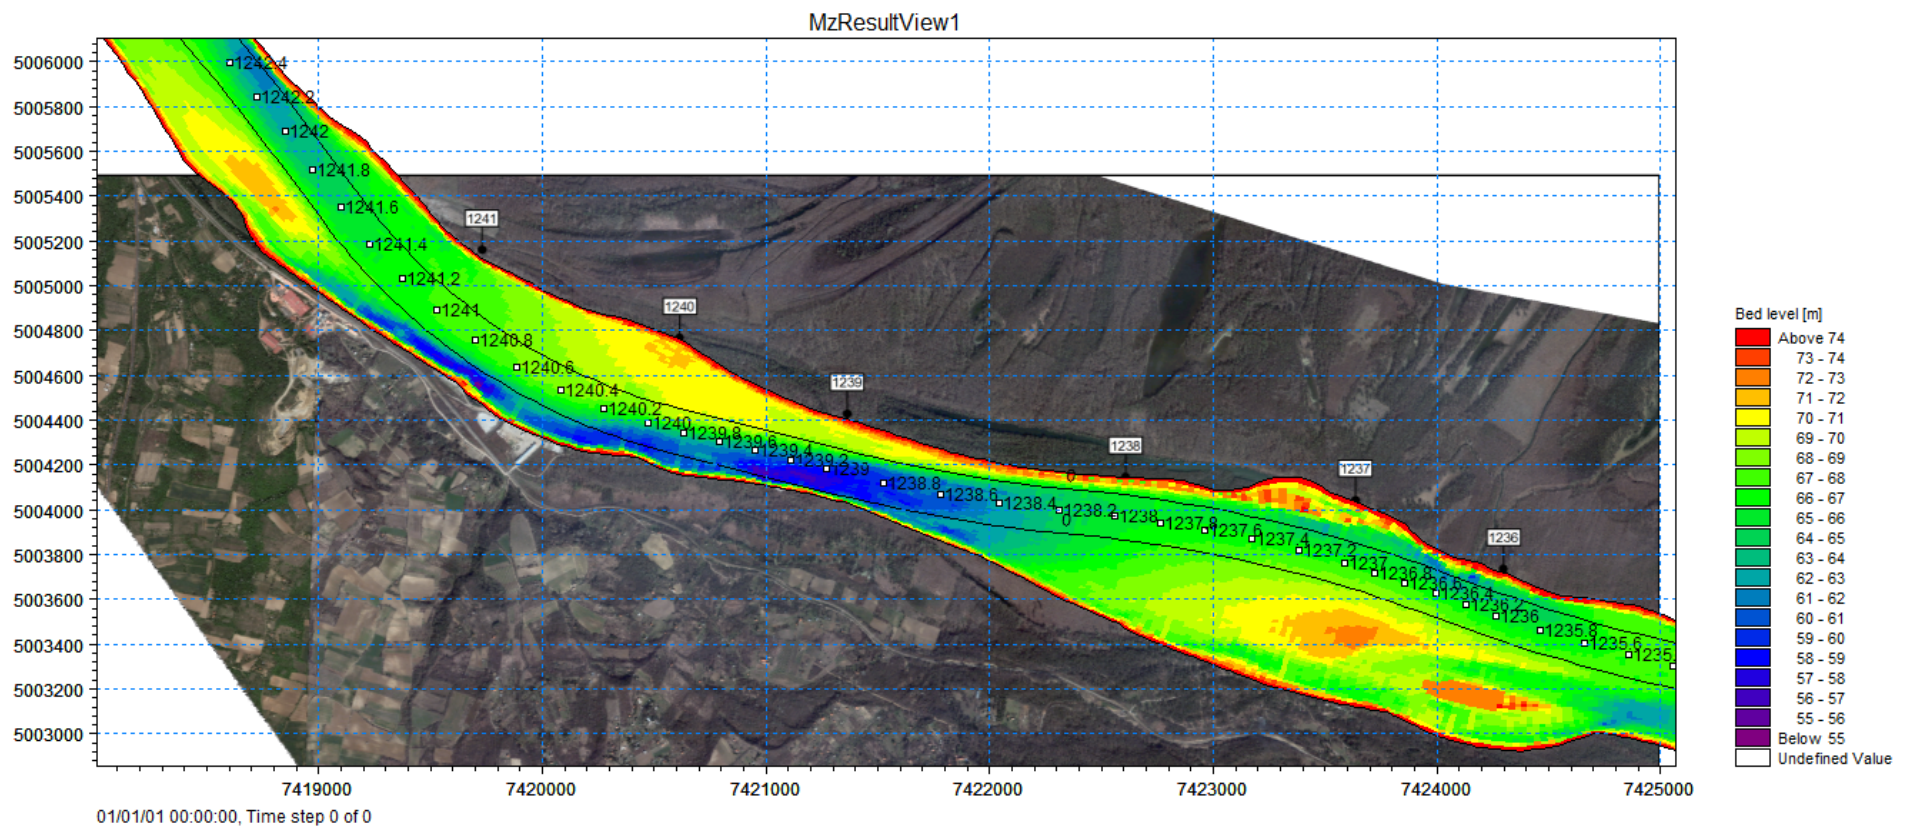 MzResultView1
5006000
5005800
5005600
5005400
5005200
5005000
5004800
5004600
5004400
5004200
5004000
5003800
5003600
5003400
5003200
5003000
1242.4
1242.2
1242
1241.8
1241.6
1241.4
1241.2
1241
1240.8
1240.6
1240.4
1240.2
1240
1239.8
1239.6
1239.4
1239.2
1239
1238.8
1238.6
1238.4
1238.2
1238
1237.8
1237.6
1237.4
1237.2
1237
1236.8
1236.6
1236.4
1236.2
1236
1235.8
1235.6
1235.
1241
1240
1239
1238
1237
1236
0
0
7419000 7420000 7421000 7422000 7423000 7424000 7425000
01/01/01 00:00:00, Time step 0 of 0
Bed level [m]
Above 74
73 - 74
72 - 73
71 - 72
70 - 71
69 - 70
68 - 69
67 - 68
66 - 67
65 - 66
64 - 65
63 - 64
62 - 63
61 - 62
60 - 61
59 - 60
58 - 59
57 - 58
56 - 57
55 - 56
Below 55
Undefined Value